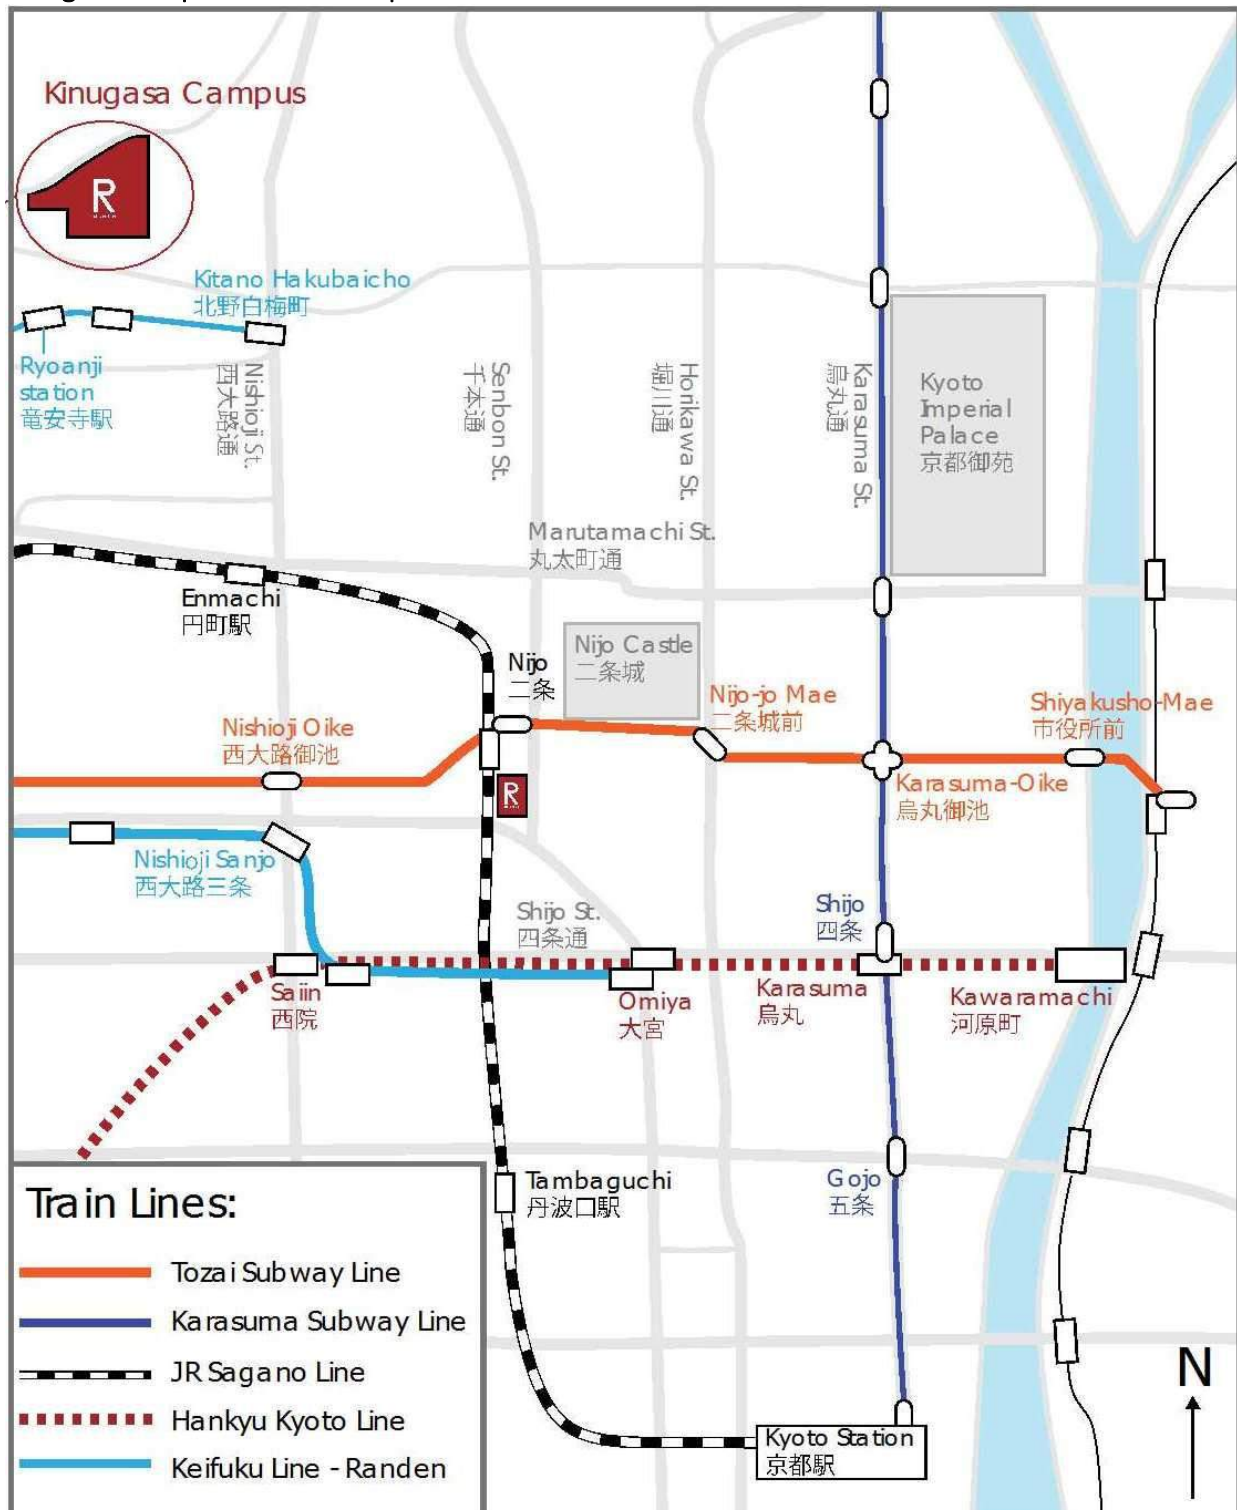 Kinugasa Campus
R
Kitano Hakubaicho
北野白梅町
Ryoanji
station
竜安寺駅
Nishioji St.
西大路通
Senbon St.
千本通
Horikawa St.
堀川通
Karasuma St.
烏丸通
Kyoto
Imperial
Palace
京都御苑
Marutamachi St.
丸太町通
Enmachi
円町駅
Nijo
二条
Nijo Castle
二条城
Nishioji Oike
西大路御池
Nijo-jo Mae
二条城前
Shiyakusho-Mae
市役所前
R
Karasuma-Oike
烏丸御池
Nishioji Sanjo
西大路三条
Shijo St.
四条通
Shijo
四条
Saiin
西院
Omiya
大宮
Karasuma
烏丸
Kawaramachi
河原町
Tambaguchi
丹波口駅
Gojo
五条
Train Lines:
Tozai Subway Line
Karasuma Subway Line
JR Sagano Line
Hankyu Kyoto Line
Keifuku Line - Randen
Kyoto Station
京都駅
N